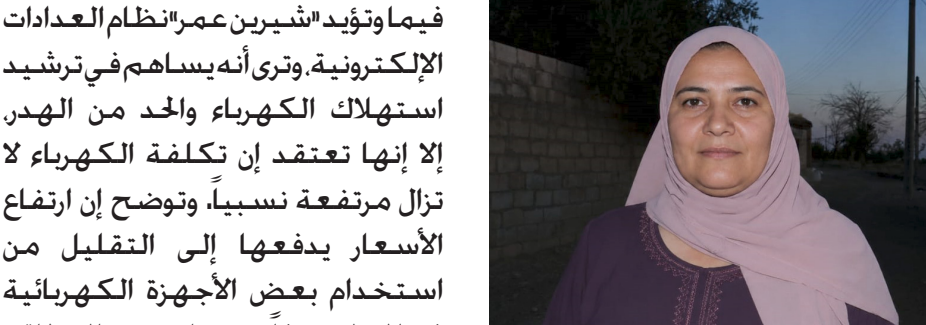 فيما وتؤيد "شيرين عمر" نظام العدادات
الإلكترونية، وترى أنه يساهم في ترشيد
استهلاك الكهرباء والحد من الهدر،
إلا إنها تعتقد إن تكلفة الكهرباء لا
تزال مرتفعة نسبياً، وتوضح إن ارتفاع
الأسعار يدفعها إلى التقليل من
استخدام بعض الأجهزة الكهربائية